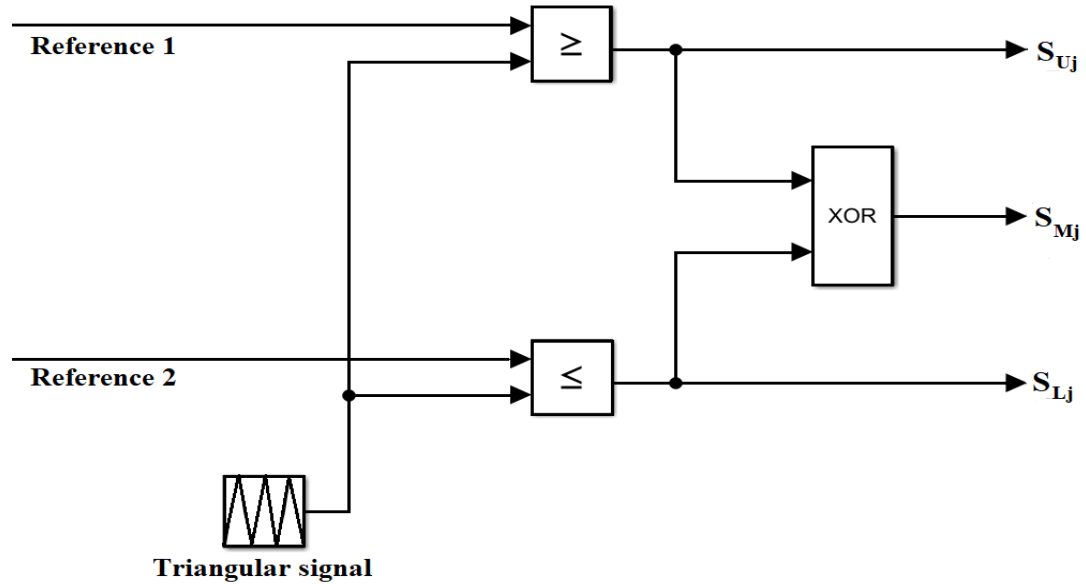 Reference 1
≥
S_Uj
XOR
S_Mj
Reference 2
≤
S_Lj
Triangular signal